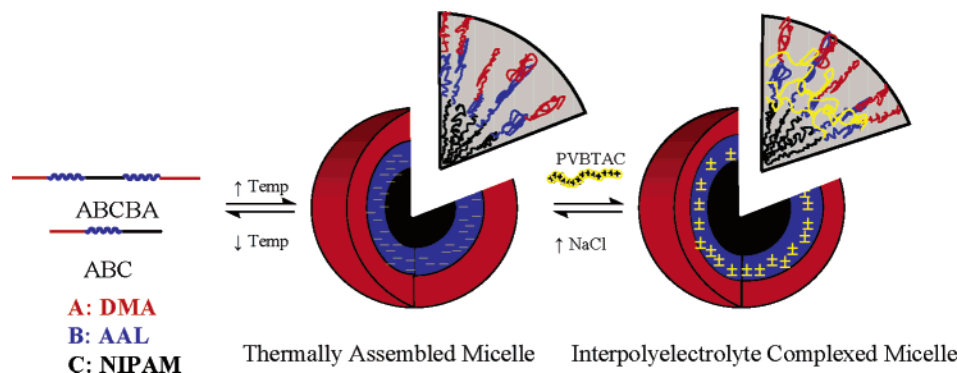 ABCBA
ABC
A: DMA
B: AAL
C: NIPAM
↑ Temp
↓ Temp
Thermally Assembled Micelle
PVBTAC
↑ NaCl
Interpolyelectrolyte Complexed Micelle